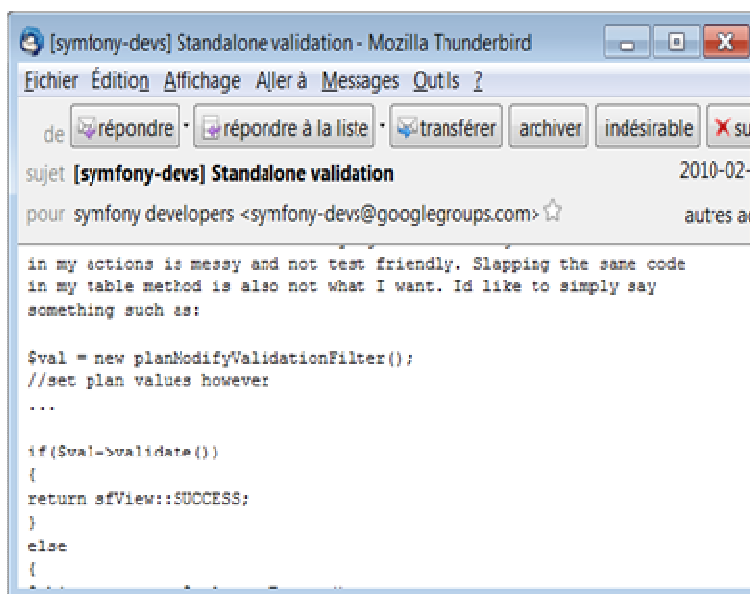 [symfony-devs] Standalone validation - Mozilla Thunderbird
Fichier Édition Affichage Aller à Messages Outils ?
de répondre répondre à la liste transférer archiver indésirable su
sujet [symfony-devs] Standalone validation 2010-02-
pour symfony developers <symfony-devs@googlegroups.com> autres ac
in my actions is messy and not test friendly. Slapping the same code
in my table method is also not what I want. Id like to simply say
something such as:
$val = new planModifyValidationFilter();
//set plan values however
...
if($val->validate())
{
return sfView::SUCCESS;
}
else
{